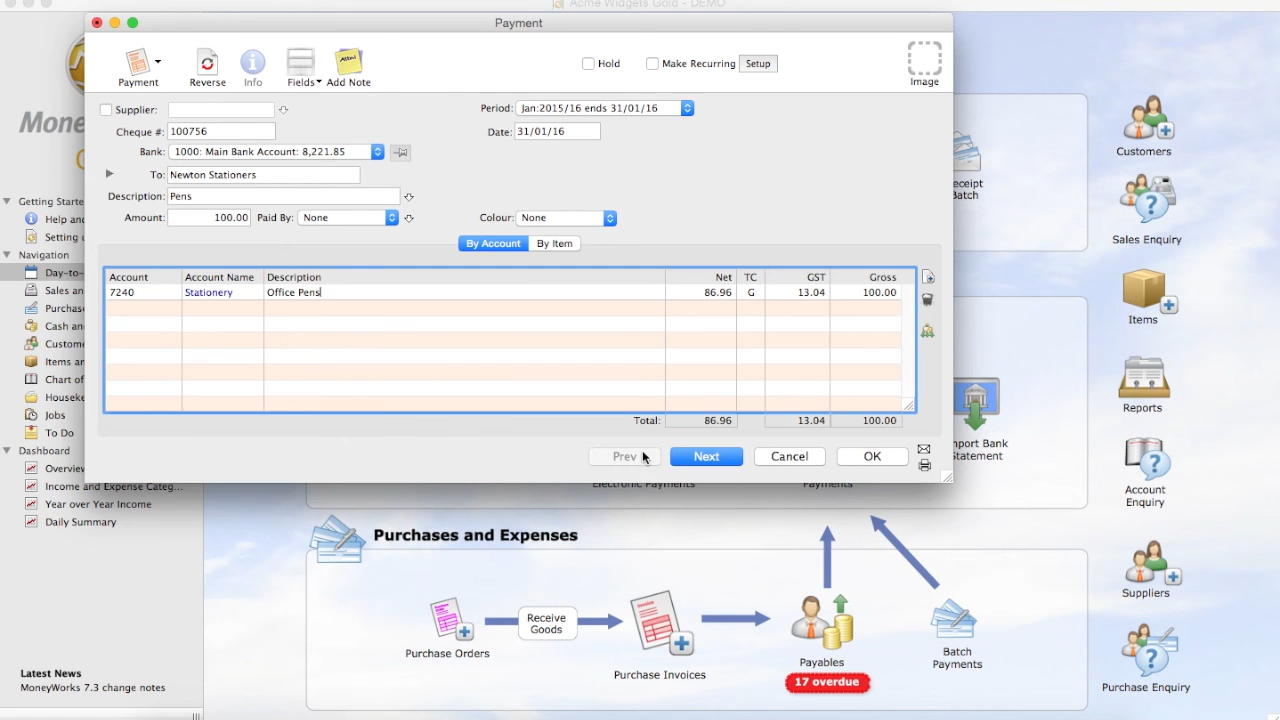 Acme Widgets Gold - DEMO
Payment
Payment
Reverse
Info
Fields
Add Note
Hold
Make Recurring
Setup
Image
Supplier:
Period: Jan:2015/16 ends 31/01/16
Cheque #: 100756
Date: 31/01/16
Bank: 1000: Main Bank Account: 8,221.85
To: Newton Stationers
Description: Pens
Amount: 100.00 Paid By: None
Colour: None
By Account
By Item
Account Account Name Description Net TC GST Gross
7240 Stationery Office Pens 86.96 G 13.04 100.00
Total: 86.96 13.04 100.00
Prev
Next
Cancel
OK
Mone
Getting Starte
Help and
Setting u
Navigation
Day-to-
Sales an
Purchas
Cash an
Custome
Items an
Chart of
Houseke
Jobs
To Do
Dashboard
Overview
Income and Expense Categ...
Year over Year Income
Daily Summary
Latest News
MoneyWorks 7.3 change notes
eceipt
Batch
mport Bank
Statement
Electronic Payments
Payments
Purchases and Expenses
Purchase Orders
Receive
Goods
Invoice
Purchase Invoices
Payables
17 overdue
Batch
Payments
Customers
Sales Enquiry
Items
Reports
Account
Enquiry
Suppliers
Purchase Enquiry